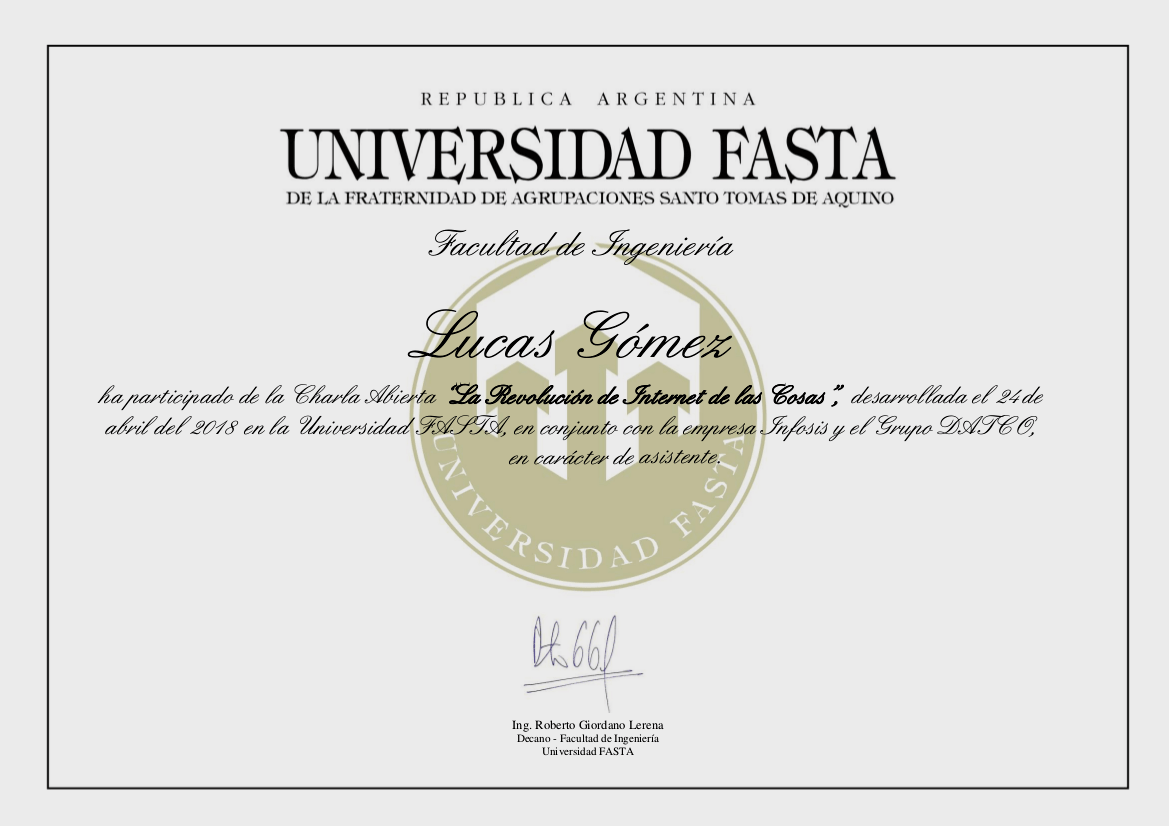 REPUBLICA ARGENTINA
UNIVERSIDAD FASTA
DE LA FRATERNIDAD DE AGRUPACIONES SANTO TOMAS DE AQUINO
Facultad de Ingeniería
Lucas Gómez
ha participado de la Charla Abierta "La Revolución de Internet de las Cosas", desarrollada el 24 de
abril del 2018 en la Universidad FASTA, en conjunto con la empresa Infosis y el Grupo DATCO,
en carácter de asistente.
UNIVERSIDAD FASTA
Ing. Roberto Giordano Lerena
Decano - Facultad de Ingeniería
Universidad FASTA